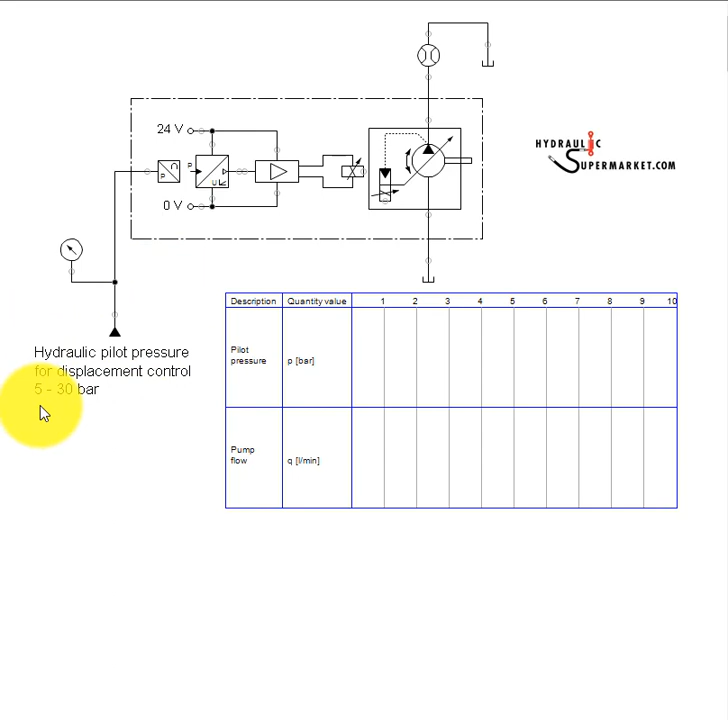 24 V
P
P
U
0 V
HYDRAULIC
SUPERMARKET.COM
Hydraulic pilot pressure
for displacement control
5 - 30 bar
Description Quantity value 1 2 3 4 5 6 7 8 9 10
Pilot
pressure
p [bar]
Pump
flow
q [l/min]